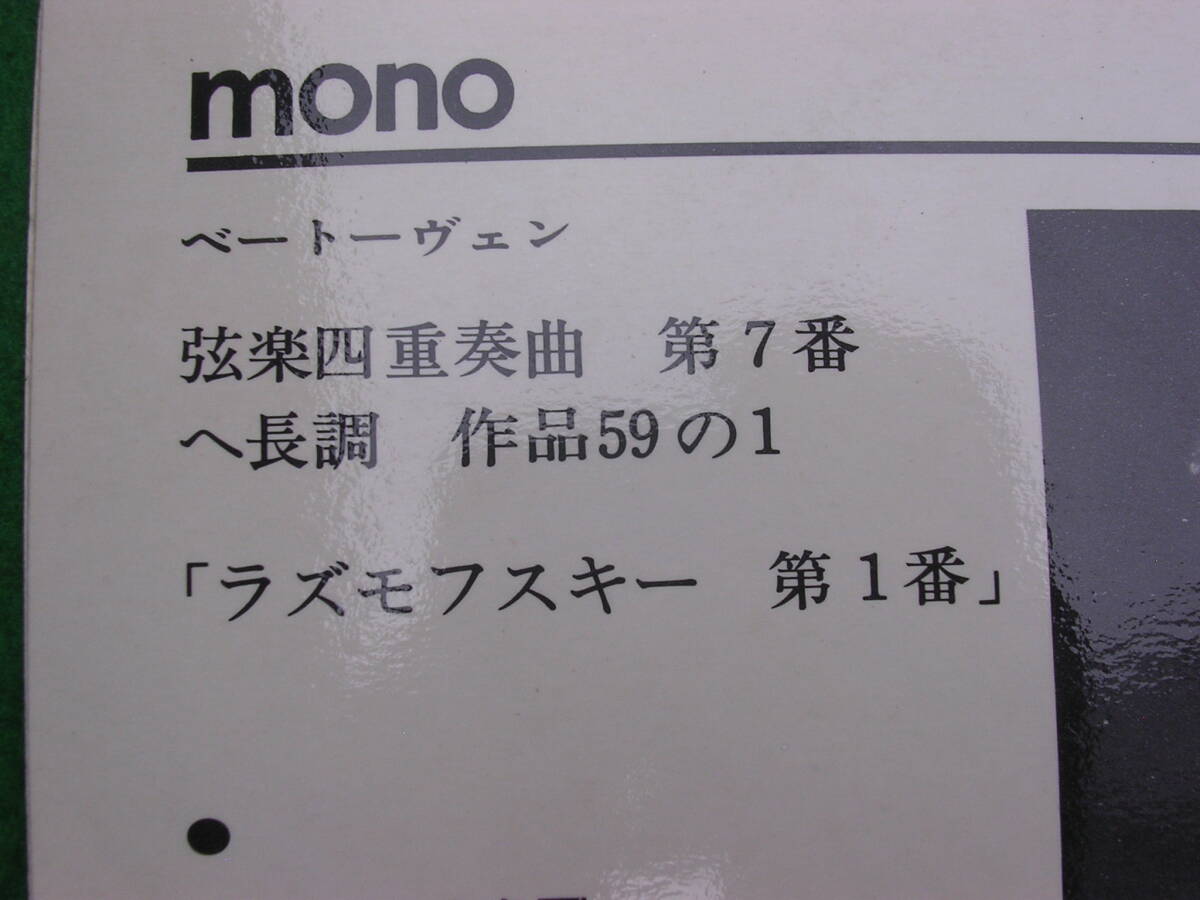 mono
ベートーヴェン
弦楽四重奏曲 第7番
ヘ長調 作品59の1
「ラズモフスキー 第1番」
●